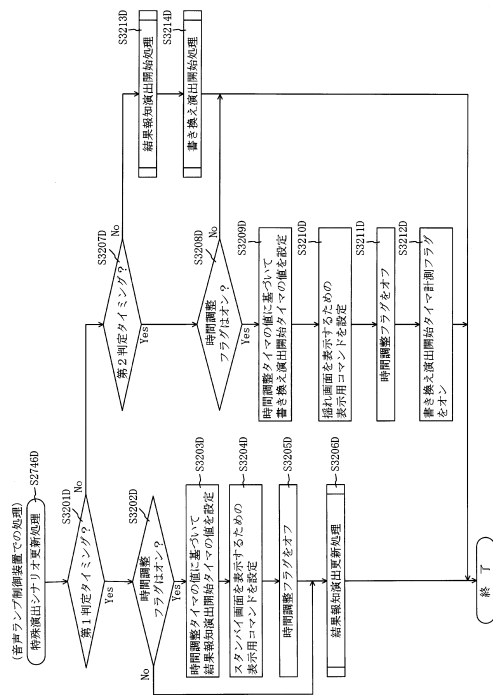 (音声ランプ制御装置での処理)
特殊演出シナリオ更新処理
S2746D
第1判定タイミング?
S3201D
Yes
No
時間調整
フラグはオン?
S3202D
Yes
No
時間調整タイマの値に基づいて
結果報知演出開始タイマの値を設定
S3203D
スタンバイ画面を表示するための
表示用コマンドを設定
S3204D
時間調整フラグをオフ
S3205D
結果報知演出更新処理
S3206D
第2判定タイミング?
S3207D
Yes
No
時間調整
フラグはオン?
S3208D
Yes
No
時間調整タイマの値に基づいて
書き換え演出開始タイマの値を設定
S3209D
揺れ画面を表示するための
表示用コマンドを設定
S3210D
時間調整フラグをオフ
S3211D
書き換え演出開始タイマ計測フラグ
をオン
S3212D
結果報知演出開始処理
S3213D
書き換え演出開始処理
S3214D
終了